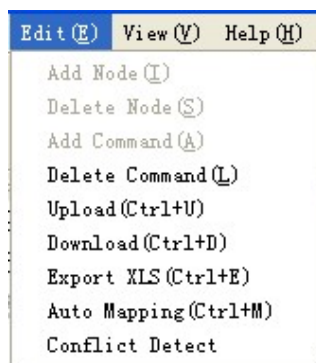 Edit(E) View(V) Help(H)
Add Node(I)
Delete Node(S)
Add Command(A)
Delete Command(L)
Upload(Ctrl+U)
Download(Ctrl+D)
Export XLS(Ctrl+E)
Auto Mapping(Ctrl+M)
Conflict Detect